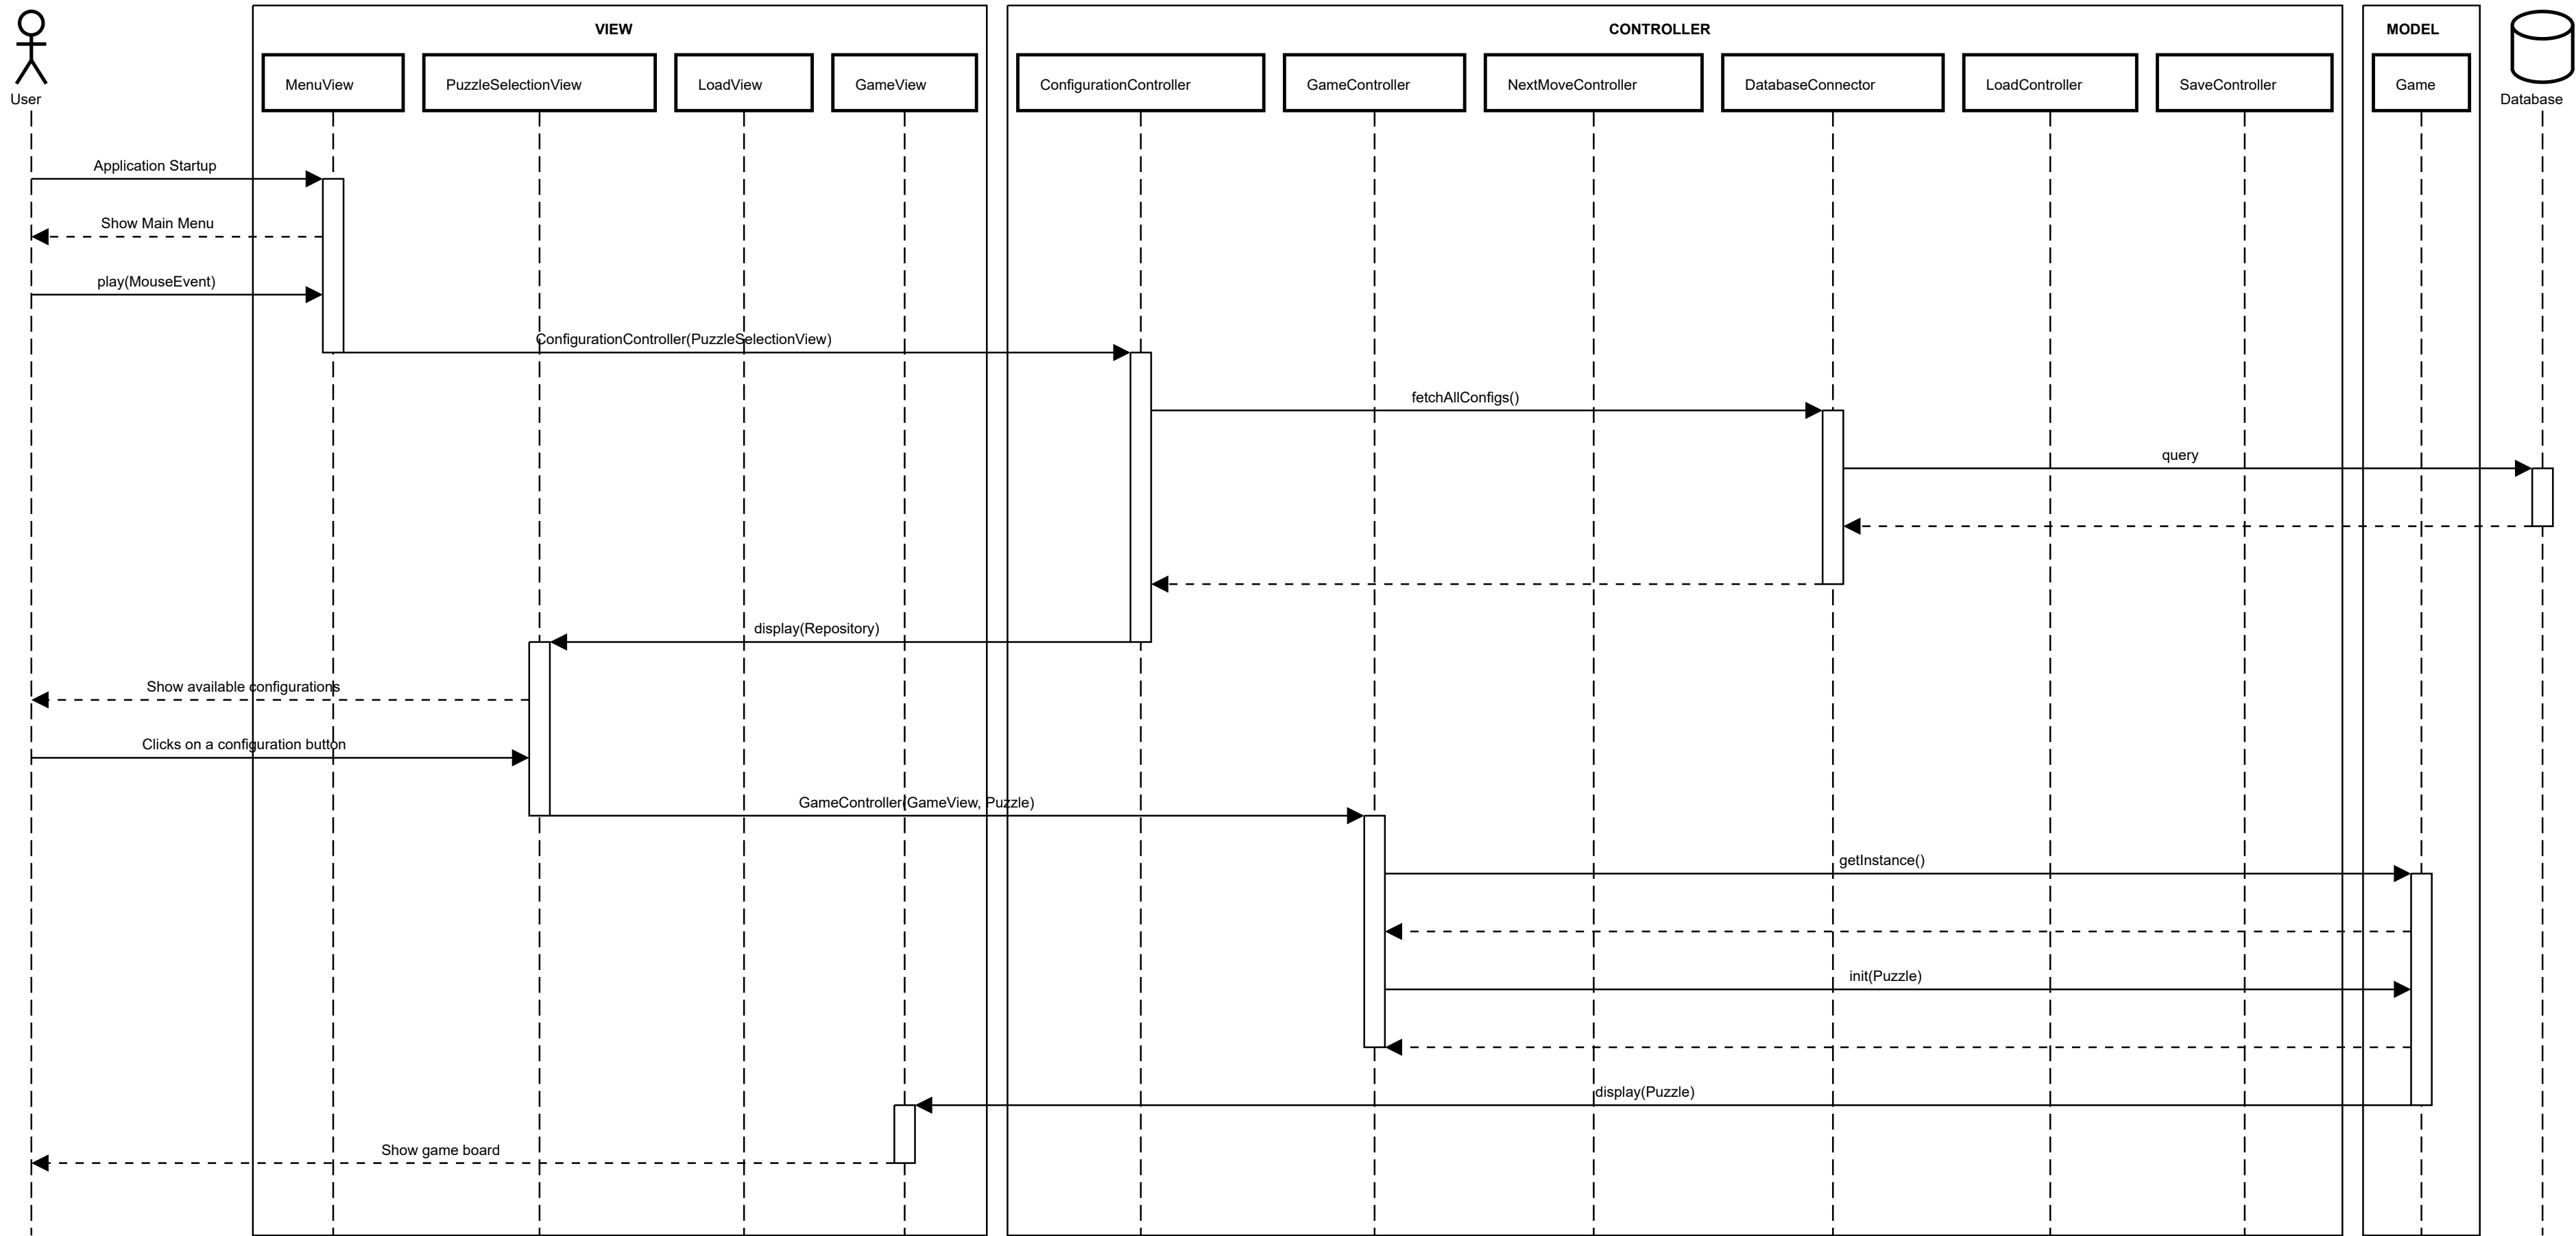 VIEW
CONTROLLER
MODEL
MenuView
PuzzleSelectionView
LoadView
GameView
ConfigurationController
GameController
NextMoveController
DatabaseConnector
LoadController
SaveController
Game
User
Database
Application Startup
Show Main Menu
play(MouseEvent)
ConfigurationController(PuzzleSelectionView)
fetchAllConfigs()
query
display(Repository)
Show available configurations
Clicks on a configuration button
GameController(GameView, Puzzle)
getInstance()
init(Puzzle)
display(Puzzle)
Show game board